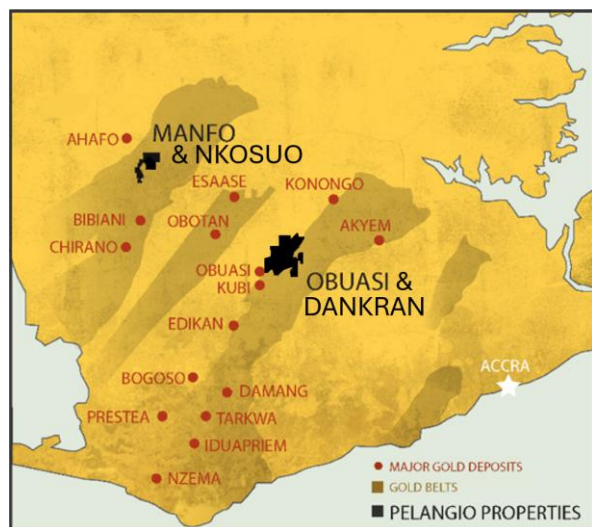 AHAFO
MANFO
& NKOSUO
ESAASE
KONONGO
BIBIANI
OBOTAN
AKYEM
CHIRANO
OBUASI
KUBI
OBUASI &
DANKRAN
EDIKAN
ACCRA
BOGOSO
DAMANG
PRESTEA
TARKWA
IDUAPRIEM
NZEMA
MAJOR GOLD DEPOSITS
GOLD BELTS
PELANGIO PROPERTIES